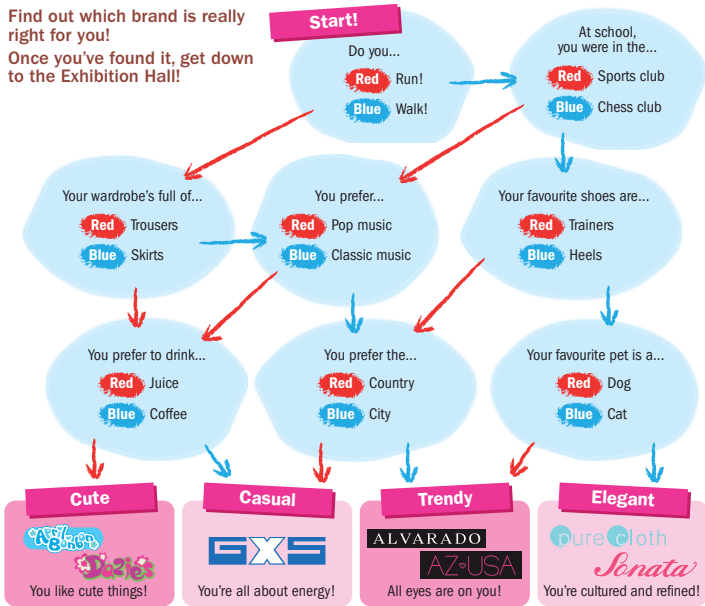 Find out which brand is really
right for you!
Once you've found it, get down
to the Exhibition Hall!
Start!
Do you...
Red Run!
Blue Walk!
At school,
you were in the...
Red Sports club
Blue Chess club
Your wardrobe's full of...
Red Trousers
Blue Skirts
You prefer...
Red Pop music
Blue Classic music
Your favourite shoes are...
Red Trainers
Blue Heels
You prefer to drink...
Red Juice
Blue Coffee
You prefer the...
Red Country
Blue City
Your favourite pet is a...
Red Dog
Blue Cat
Cute
Dozies
You like cute things!
Casual
GXS
You're all about energy!
Trendy
ALVARADO
AZ USA
All eyes are on you!
Elegant
pure cloth
Sonata
You're cultured and refined!